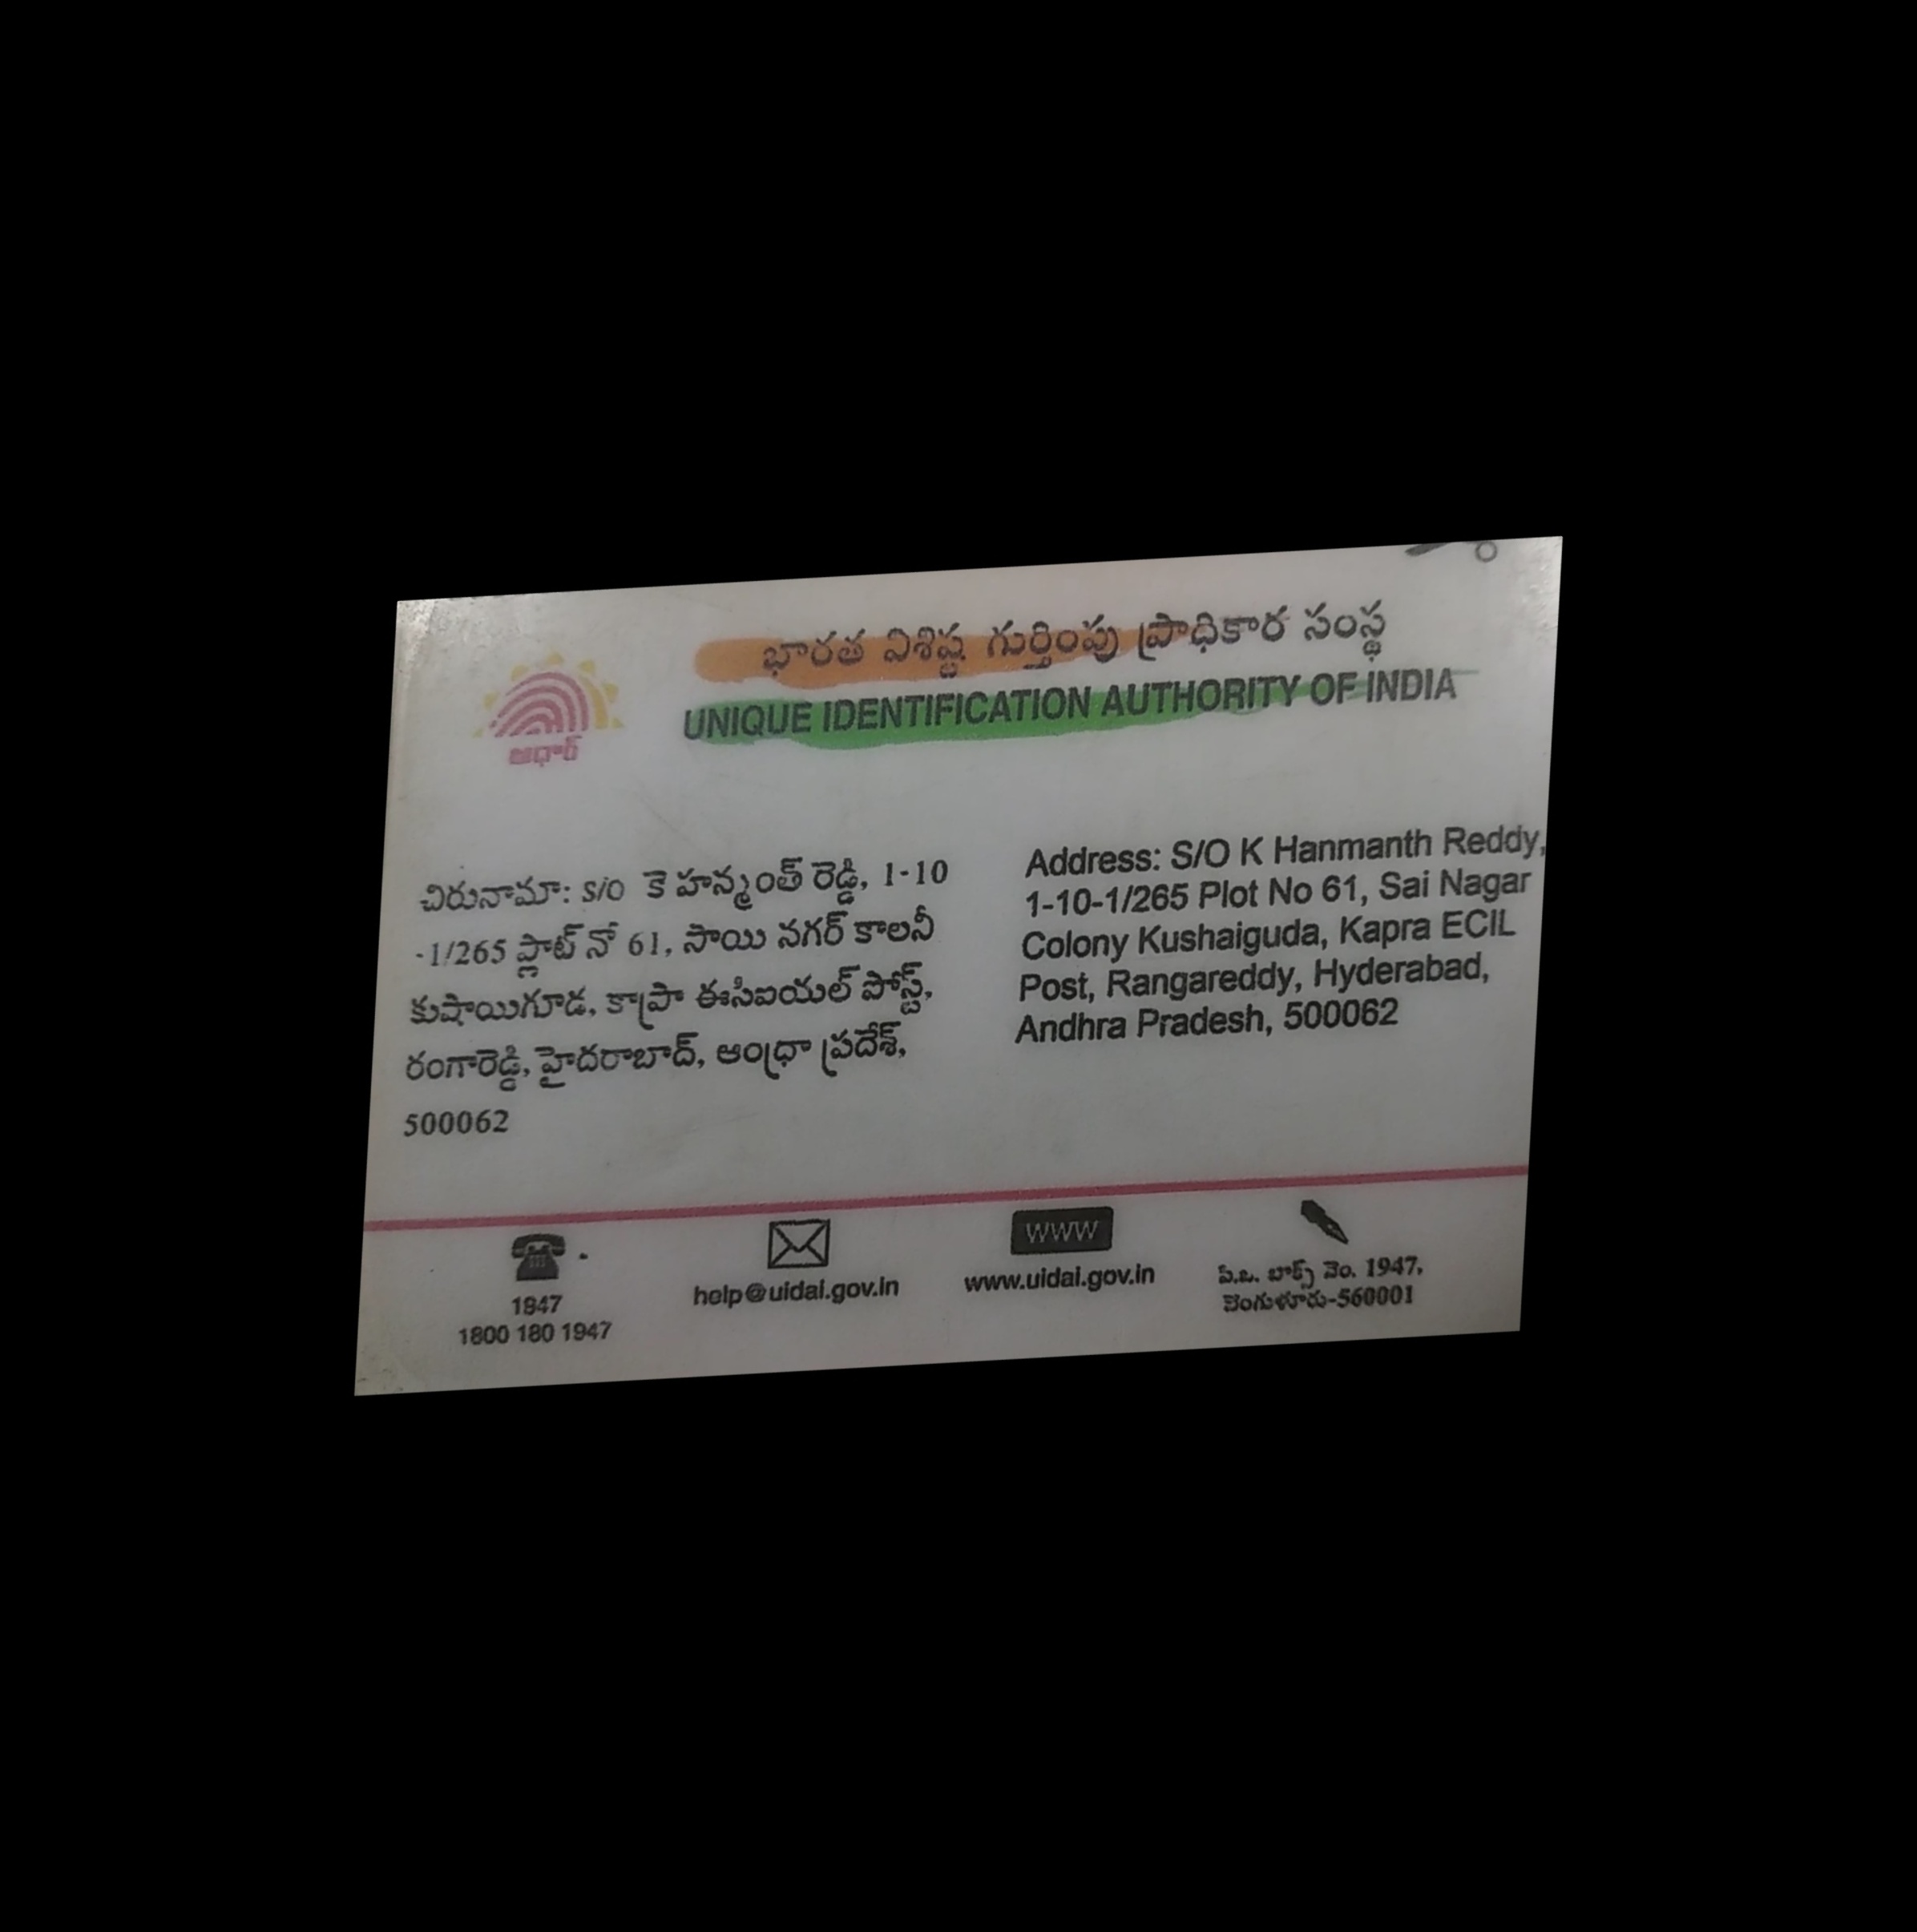 భారత విశిష్ట గుర్తింపు ప్రాధికార సంస్థ
UNIQUE IDENTIFICATION AUTHORITY OF INDIA
ఆధార్
చిరునామా: S/O కె హన్మంత్ రెడ్డి, 1-10
-1/265 ప్లాట్ నో 61, సాయి నగర్ కాలనీ
కుషాయిగూడ, కాప్రా ఈసిఐయల్ పోస్ట్,
రంగారెడ్డి, హైదరాబాద్, ఆంధ్రా ప్రదేశ్,
500062
Address: S/O K Hanmanth Reddy,
1-10-1/265 Plot No 61, Sai Nagar
Colony Kushaiguda, Kapra ECIL
Post, Rangareddy, Hyderabad,
Andhra Pradesh, 500062
1947
1800 180 1947
help@uidai.gov.in
WWW
www.uidai.gov.in
పి.ఒ. బాక్స్ నెం. 1947,
బెంగుళూరు-560001